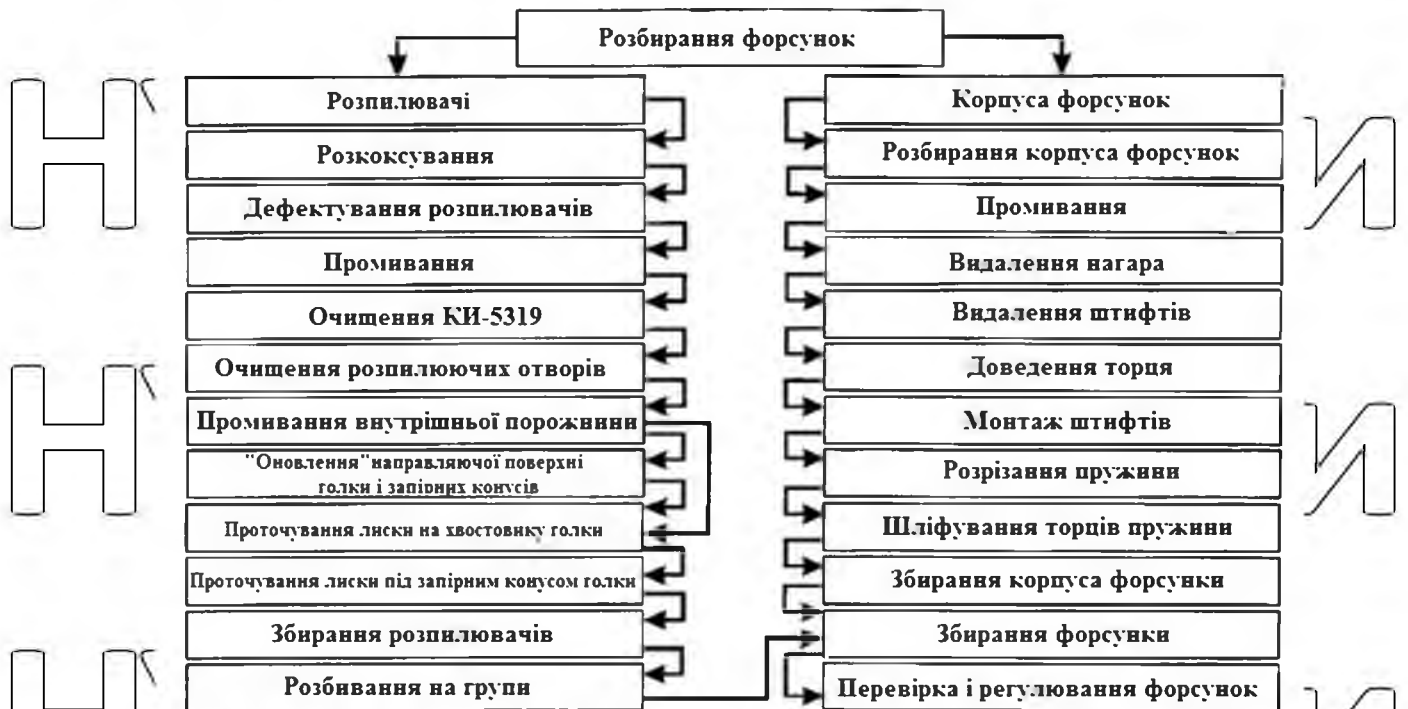 Розбирання форсунок
Розпилювачі
Розкоксування
Дефектування розпилювачів
Промивання
Очищення КИ-5319
Очищення розпилюючих отворів
Промивання внутрішньої порожнини
"Оновлення"направляючої поверхні
голки і запірних конусів
Проточування лиски на хвостовику голки
Проточування лиски під запірним конусом голки
Збирання розпилювачів
Розбивання на групи
Корпуса форсунок
Розбирання корпуса форсунок
Промивання
Видалення нагара
Видалення штифтів
Доведення торця
Монтаж штифтів
Розрізання пружини
Шліфування торців пружини
Збирання корпуса форсунки
Збирання форсунки
Перевірка і регулювання форсунок